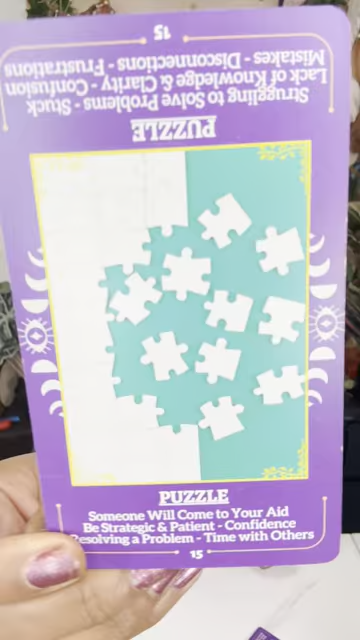 15
Mistakes - Disconnections - Frustrations
Lack of Knowledge & Clarity - Confusion
Struggling to Solve Problems - Stuck
PUZZLE
PUZZLE
Someone Will Come to Your Aid
Be Strategic & Patient - Confidence
Resolving a Problem - Time with Others
15